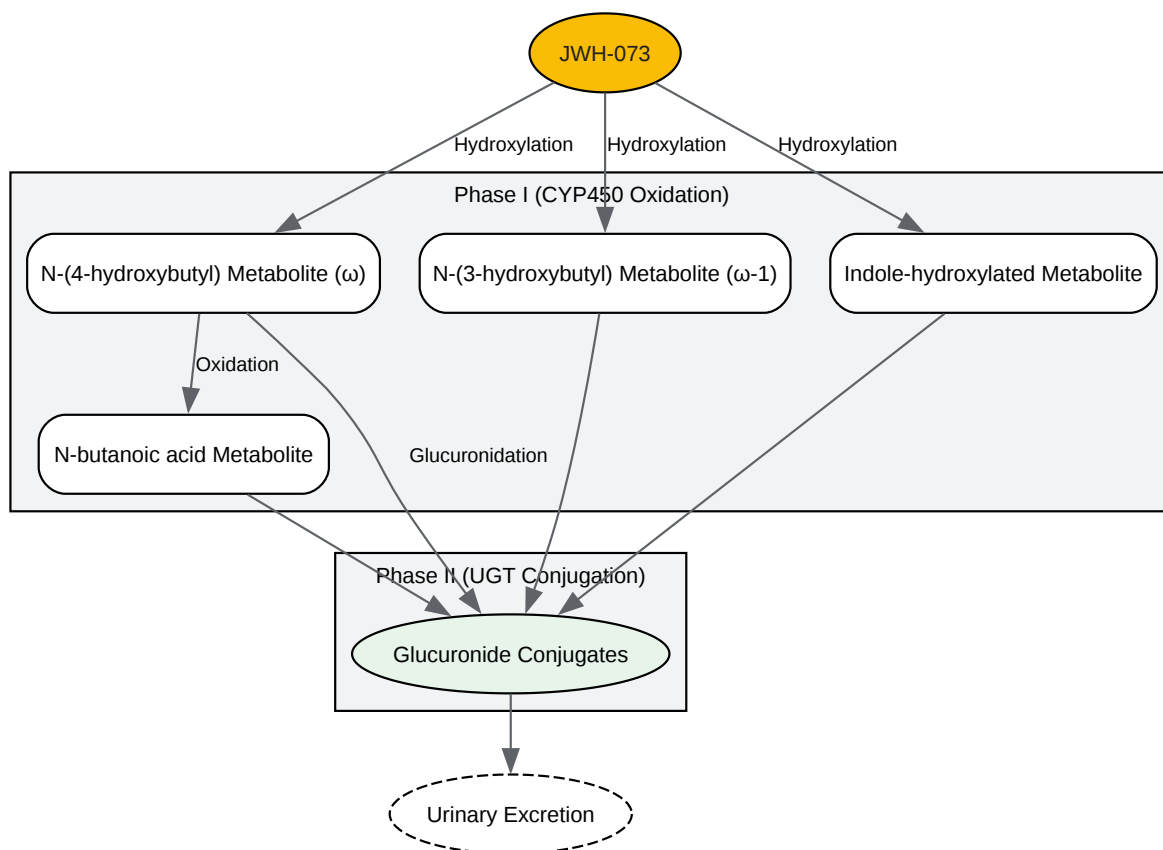 JWH-073
Hydroxylation
Hydroxylation
Hydroxylation
Phase I (CYP450 Oxidation)
N-(4-hydroxybutyl) Metabolite (ω)
N-(3-hydroxybutyl) Metabolite (ω-1)
Indole-hydroxylated Metabolite
Oxidation
N-butanoic acid Metabolite
Glucuronidation
Phase II (UGT Conjugation)
Glucuronide Conjugates
Urinary Excretion